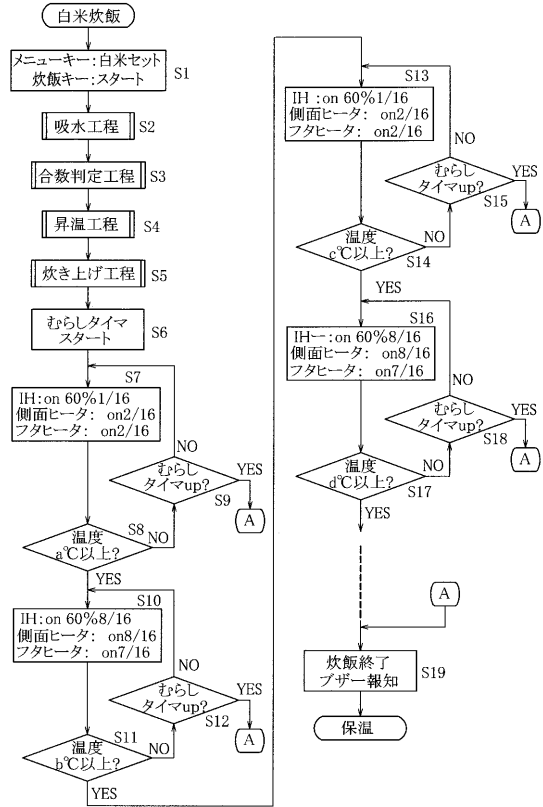 白米炊飯
メニューキー:白米セット
炊飯キー:スタート
S1
吸水工程
S2
合数判定工程
S3
昇温工程
S4
炊き上げ工程
S5
むらしタイマ
スタート
S6
S7
IH:on 60%1/16
側面ヒータ: on2/16
フタヒータ: on2/16
NO
むらし
タイマup?
YES
S9
A
S8
温度
a℃以上?
NO
YES
S10
IH:on 60%8/16
側面ヒータ: on8/16
フタヒータ: on7/16
NO
むらし
タイマup?
YES
S12
A
S11
温度
b℃以上?
NO
YES
S13
IH :on 60%1/16
側面ヒータ: on2/16
フタヒータ: on2/16
NO
むらし
タイマup?
YES
S15
A
温度
c℃以上?
NO
S14
YES
S16
IHー:on 60%8/16
側面ヒータ: on8/16
フタヒータ: on7/16
NO
むらし
タイマup?
YES
S18
A
温度
d℃以上?
NO
S17
YES
A
炊飯終了
ブザー報知
S19
保温